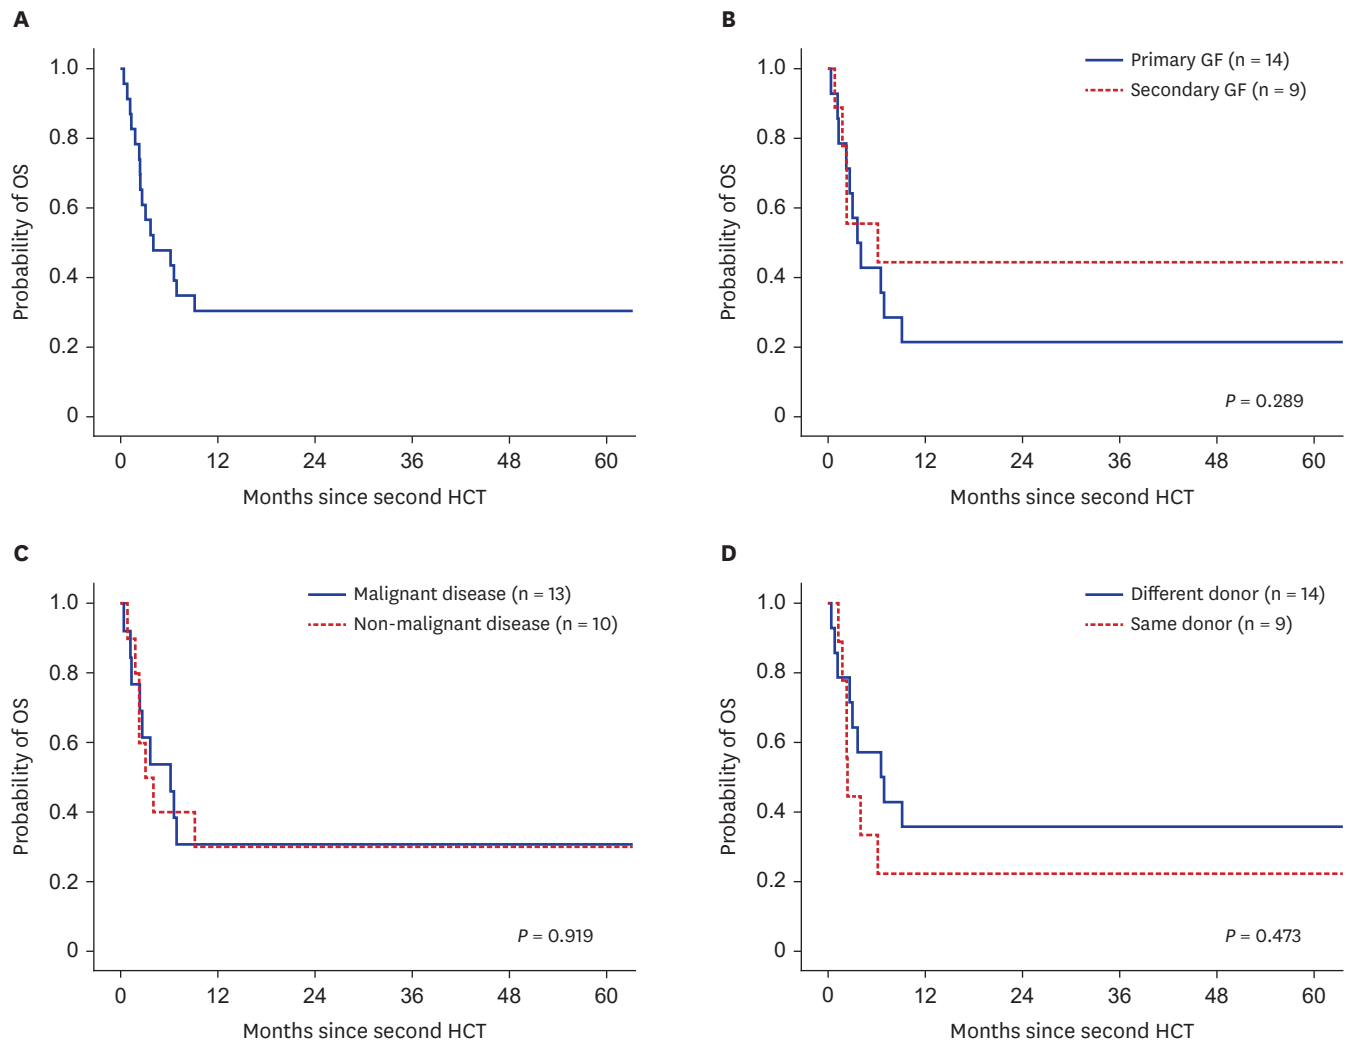 A
Probability of OS
1.0
0.8
0.6
0.4
0.2
0
0 12 24 36 48 60
Months since second HCT
B
Primary GF (n = 14)
Secondary GF (n = 9)
Probability of OS
1.0
0.8
0.6
0.4
0.2
0
P = 0.289
0 12 24 36 48 60
Months since second HCT
C
Malignant disease (n = 13)
Non-malignant disease (n = 10)
Probability of OS
1.0
0.8
0.6
0.4
0.2
0
P = 0.919
0 12 24 36 48 60
Months since second HCT
D
Different donor (n = 14)
Same donor (n = 9)
Probability of OS
1.0
0.8
0.6
0.4
0.2
0
P = 0.473
0 12 24 36 48 60
Months since second HCT